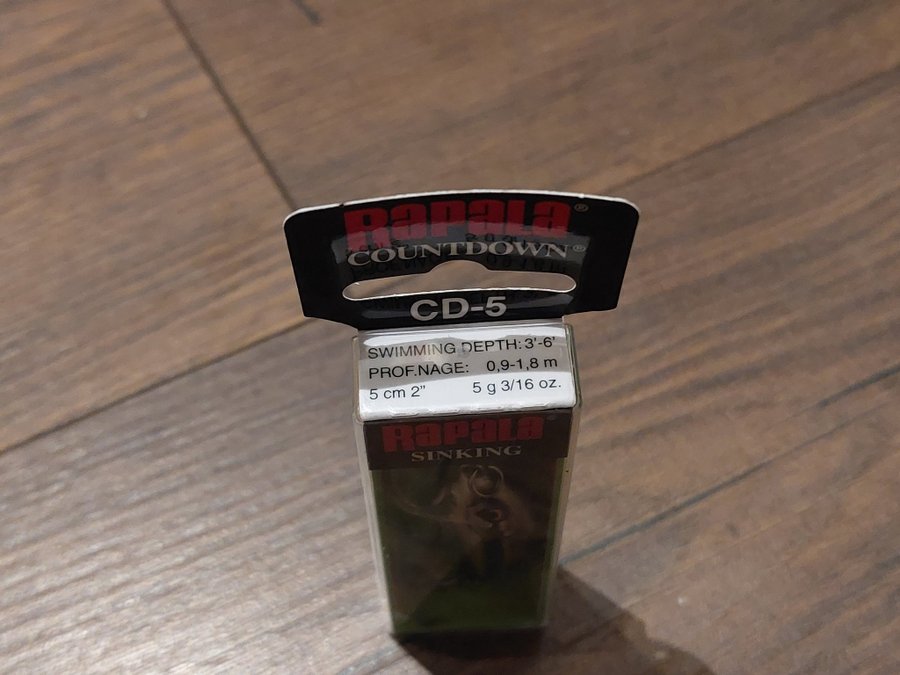 Rapala®
COUNTDOWN®
CD-5
SWIMMING DEPTH: 3'-6'
PROF.NAGE: 0,9-1,8 m
5 cm 2” 5 g 3/16 oz.
Rapala®
SINKING